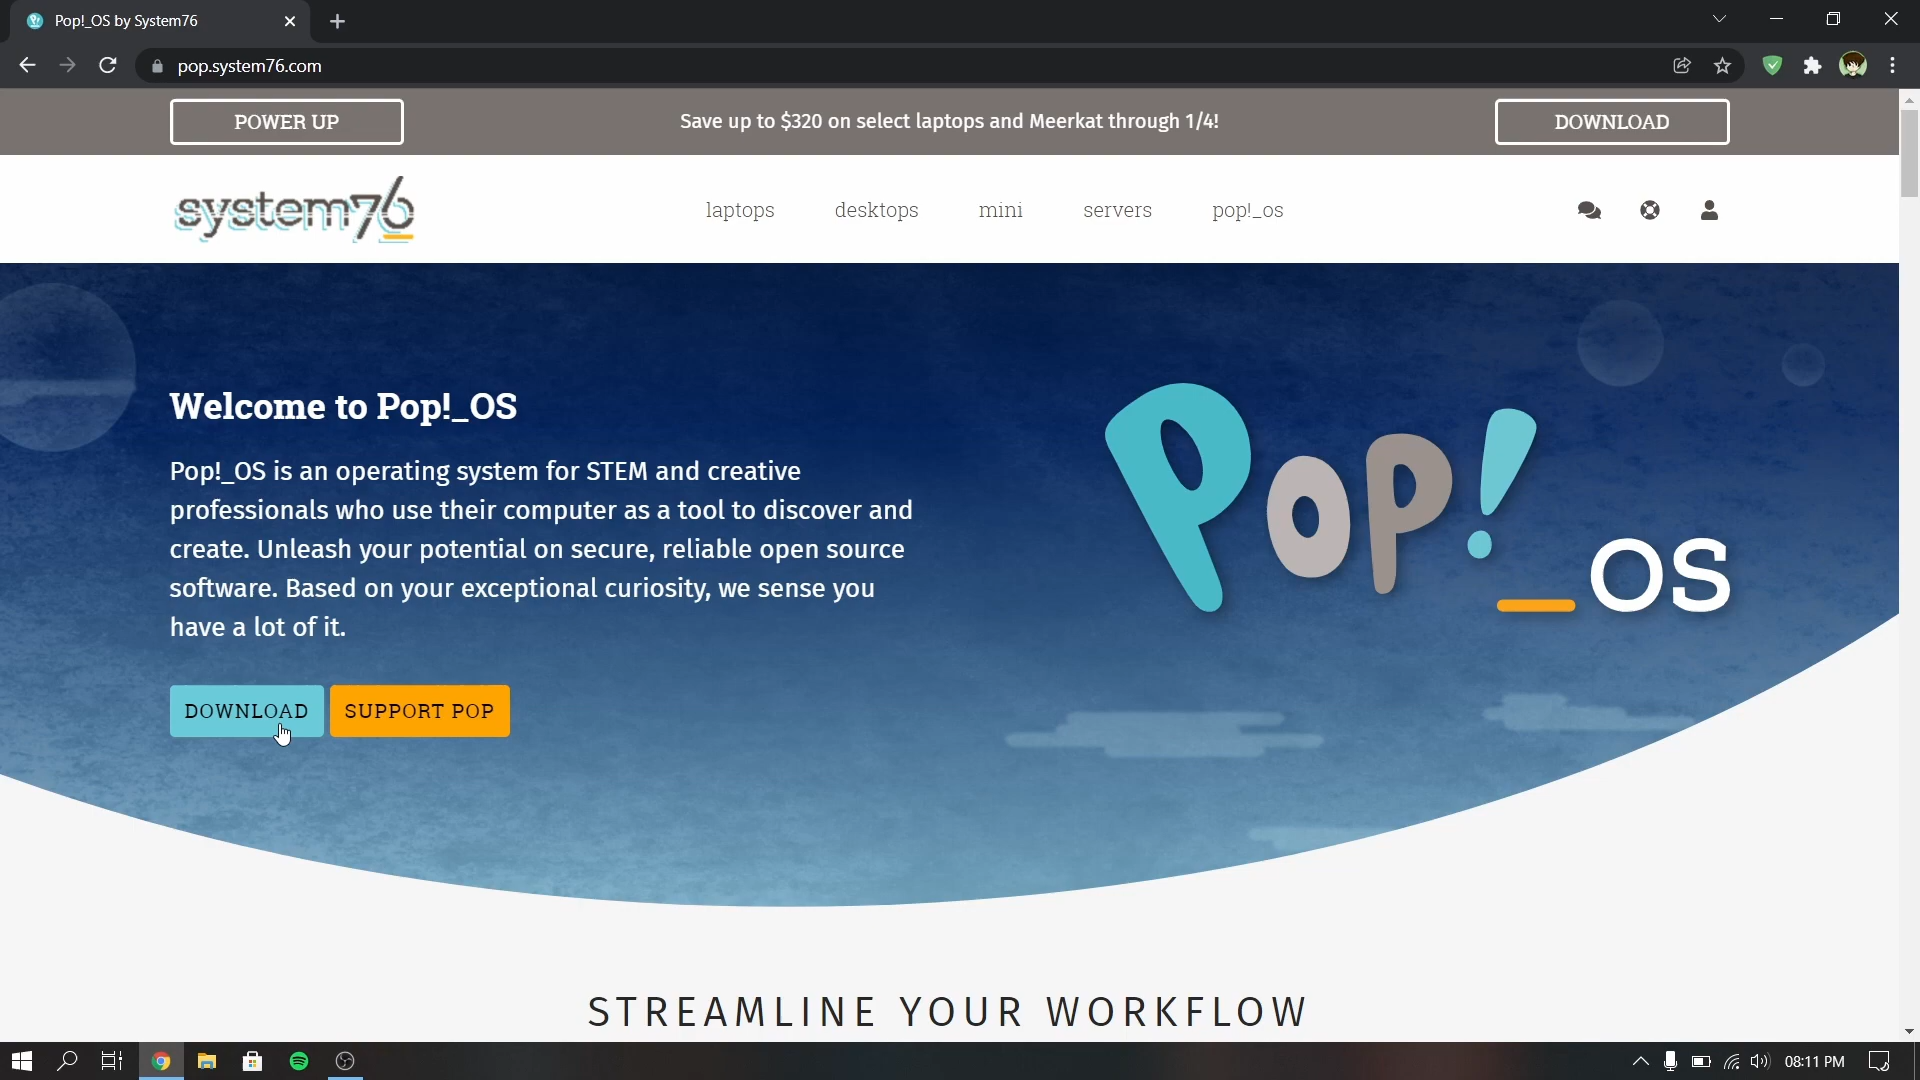 Pop!_OS by System76
pop.system76.com
POWER UP
Save up to $320 on select laptops and Meerkat through 1/4!
DOWNLOAD
system76
laptops
desktops
mini
servers
pop!_os
Welcome to Pop!_OS
Pop!_OS is an operating system for STEM and creative
professionals who use their computer as a tool to discover and
create. Unleash your potential on secure, reliable open source
software. Based on your exceptional curiosity, we sense you
have a lot of it.
DOWNLOAD
SUPPORT POP
Pop!_OS
STREAMLINE YOUR WORKFLOW
08:11 PM